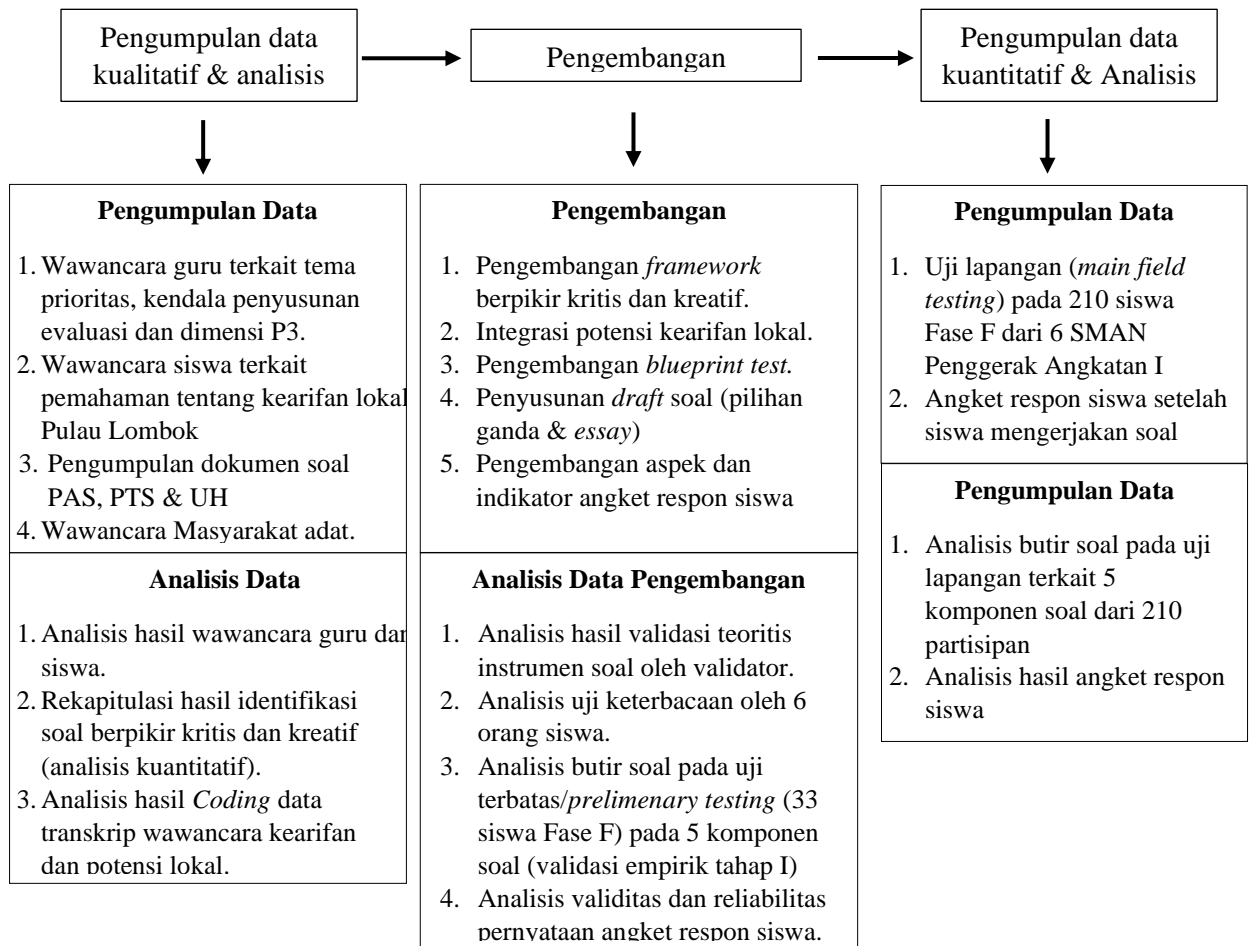 Pengumpulan data
kualitatif & analisis
Pengembangan
Pengumpulan data
kuantitatif & Analisis
Pengumpulan Data
1. Wawancara guru terkait tema
prioritas, kendala penyusunan
evaluasi dan dimensi P3.
2. Wawancara siswa terkait
pemahaman tentang kearifan lokal
Pulau Lombok
3. Pengumpulan dokumen soal
PAS, PTS & UH
4. Wawancara Masyarakat adat.
Analisis Data
1. Analisis hasil wawancara guru dan
siswa.
2. Rekapitulasi hasil identifikasi
soal berpikir kritis dan kreatif
(analisis kuantitatif).
3. Analisis hasil Coding data
transkrip wawancara kearifan
dan potensi lokal.
Pengembangan
1. Pengembangan framework
berpikir kritis dan kreatif.
2. Integrasi potensi kearifan lokal.
3. Pengembangan blueprint test.
4. Penyusunan draft soal (pilihan
ganda & essay)
5. Pengembangan aspek dan
indikator angket respon siswa
Analisis Data Pengembangan
1. Analisis hasil validasi teoritis
instrumen soal oleh validator.
2. Analisis uji keterbacaan oleh 6
orang siswa.
3. Analisis butir soal pada uji
terbatas/prelimenary testing (33
siswa Fase F) pada 5 komponen
soal (validasi empirik tahap I)
4. Analisis validitas dan reliabilitas
pernyataan angket respon siswa.
Pengumpulan Data
1. Uji lapangan (main field
testing) pada 210 siswa
Fase F dari 6 SMAN
Penggerak Angkatan I
2. Angket respon siswa setelah
siswa mengerjakan soal
Pengumpulan Data
1. Analisis butir soal pada uji
lapangan terkait 5
komponen soal dari 210
partisipan
2. Analisis hasil angket respon
siswa